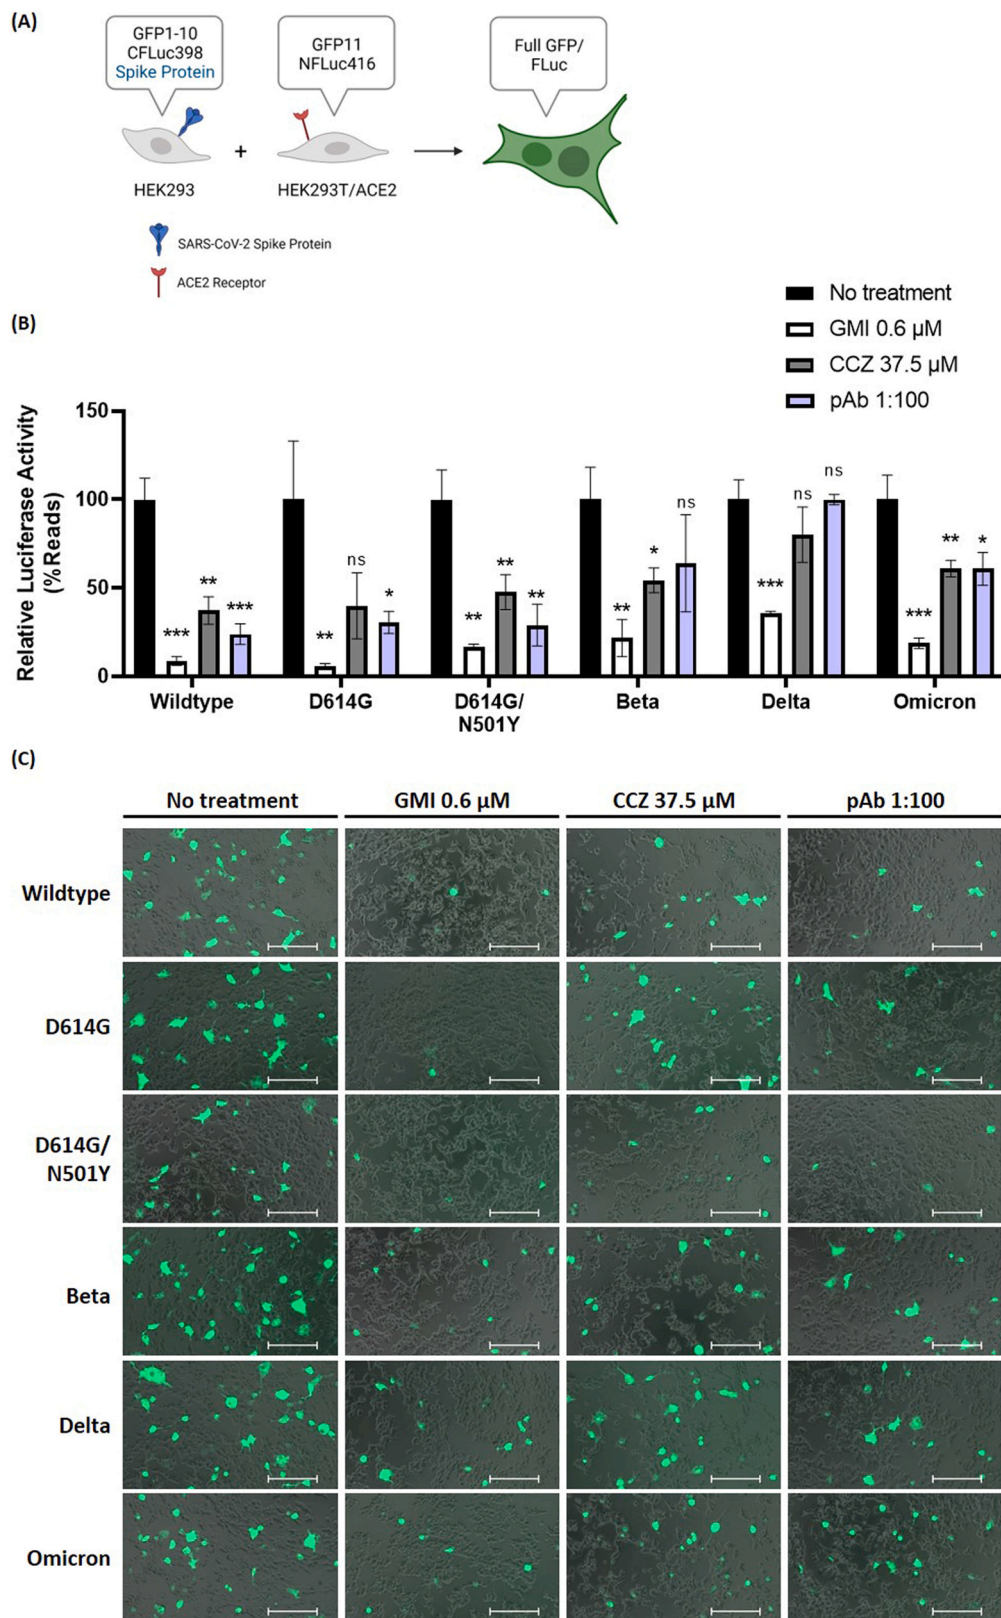 (A)
GFP1-10
CFLuc398
Spike Protein
GFP11
NFLuc416
Full GFP/
FLuc
+
HEK293
HEK293T/ACE2
SARS-CoV-2 Spike Protein
ACE2 Receptor
No treatment
GMI 0.6 µM
CCZ 37.5 µM
pAb 1:100
(B)
Relative Luciferase Activity
(%Reads)
150
100
50
0
***
**
***
**
ns
*
**
**
**
**
*
ns
***
ns
ns
***
**
*
Wildtype
D614G
D614G/
N501Y
Beta
Delta
Omicron
(C)
No treatment
GMI 0.6 µM
CCZ 37.5 µM
pAb 1:100
Wildtype
D614G
D614G/
N501Y
Beta
Delta
Omicron